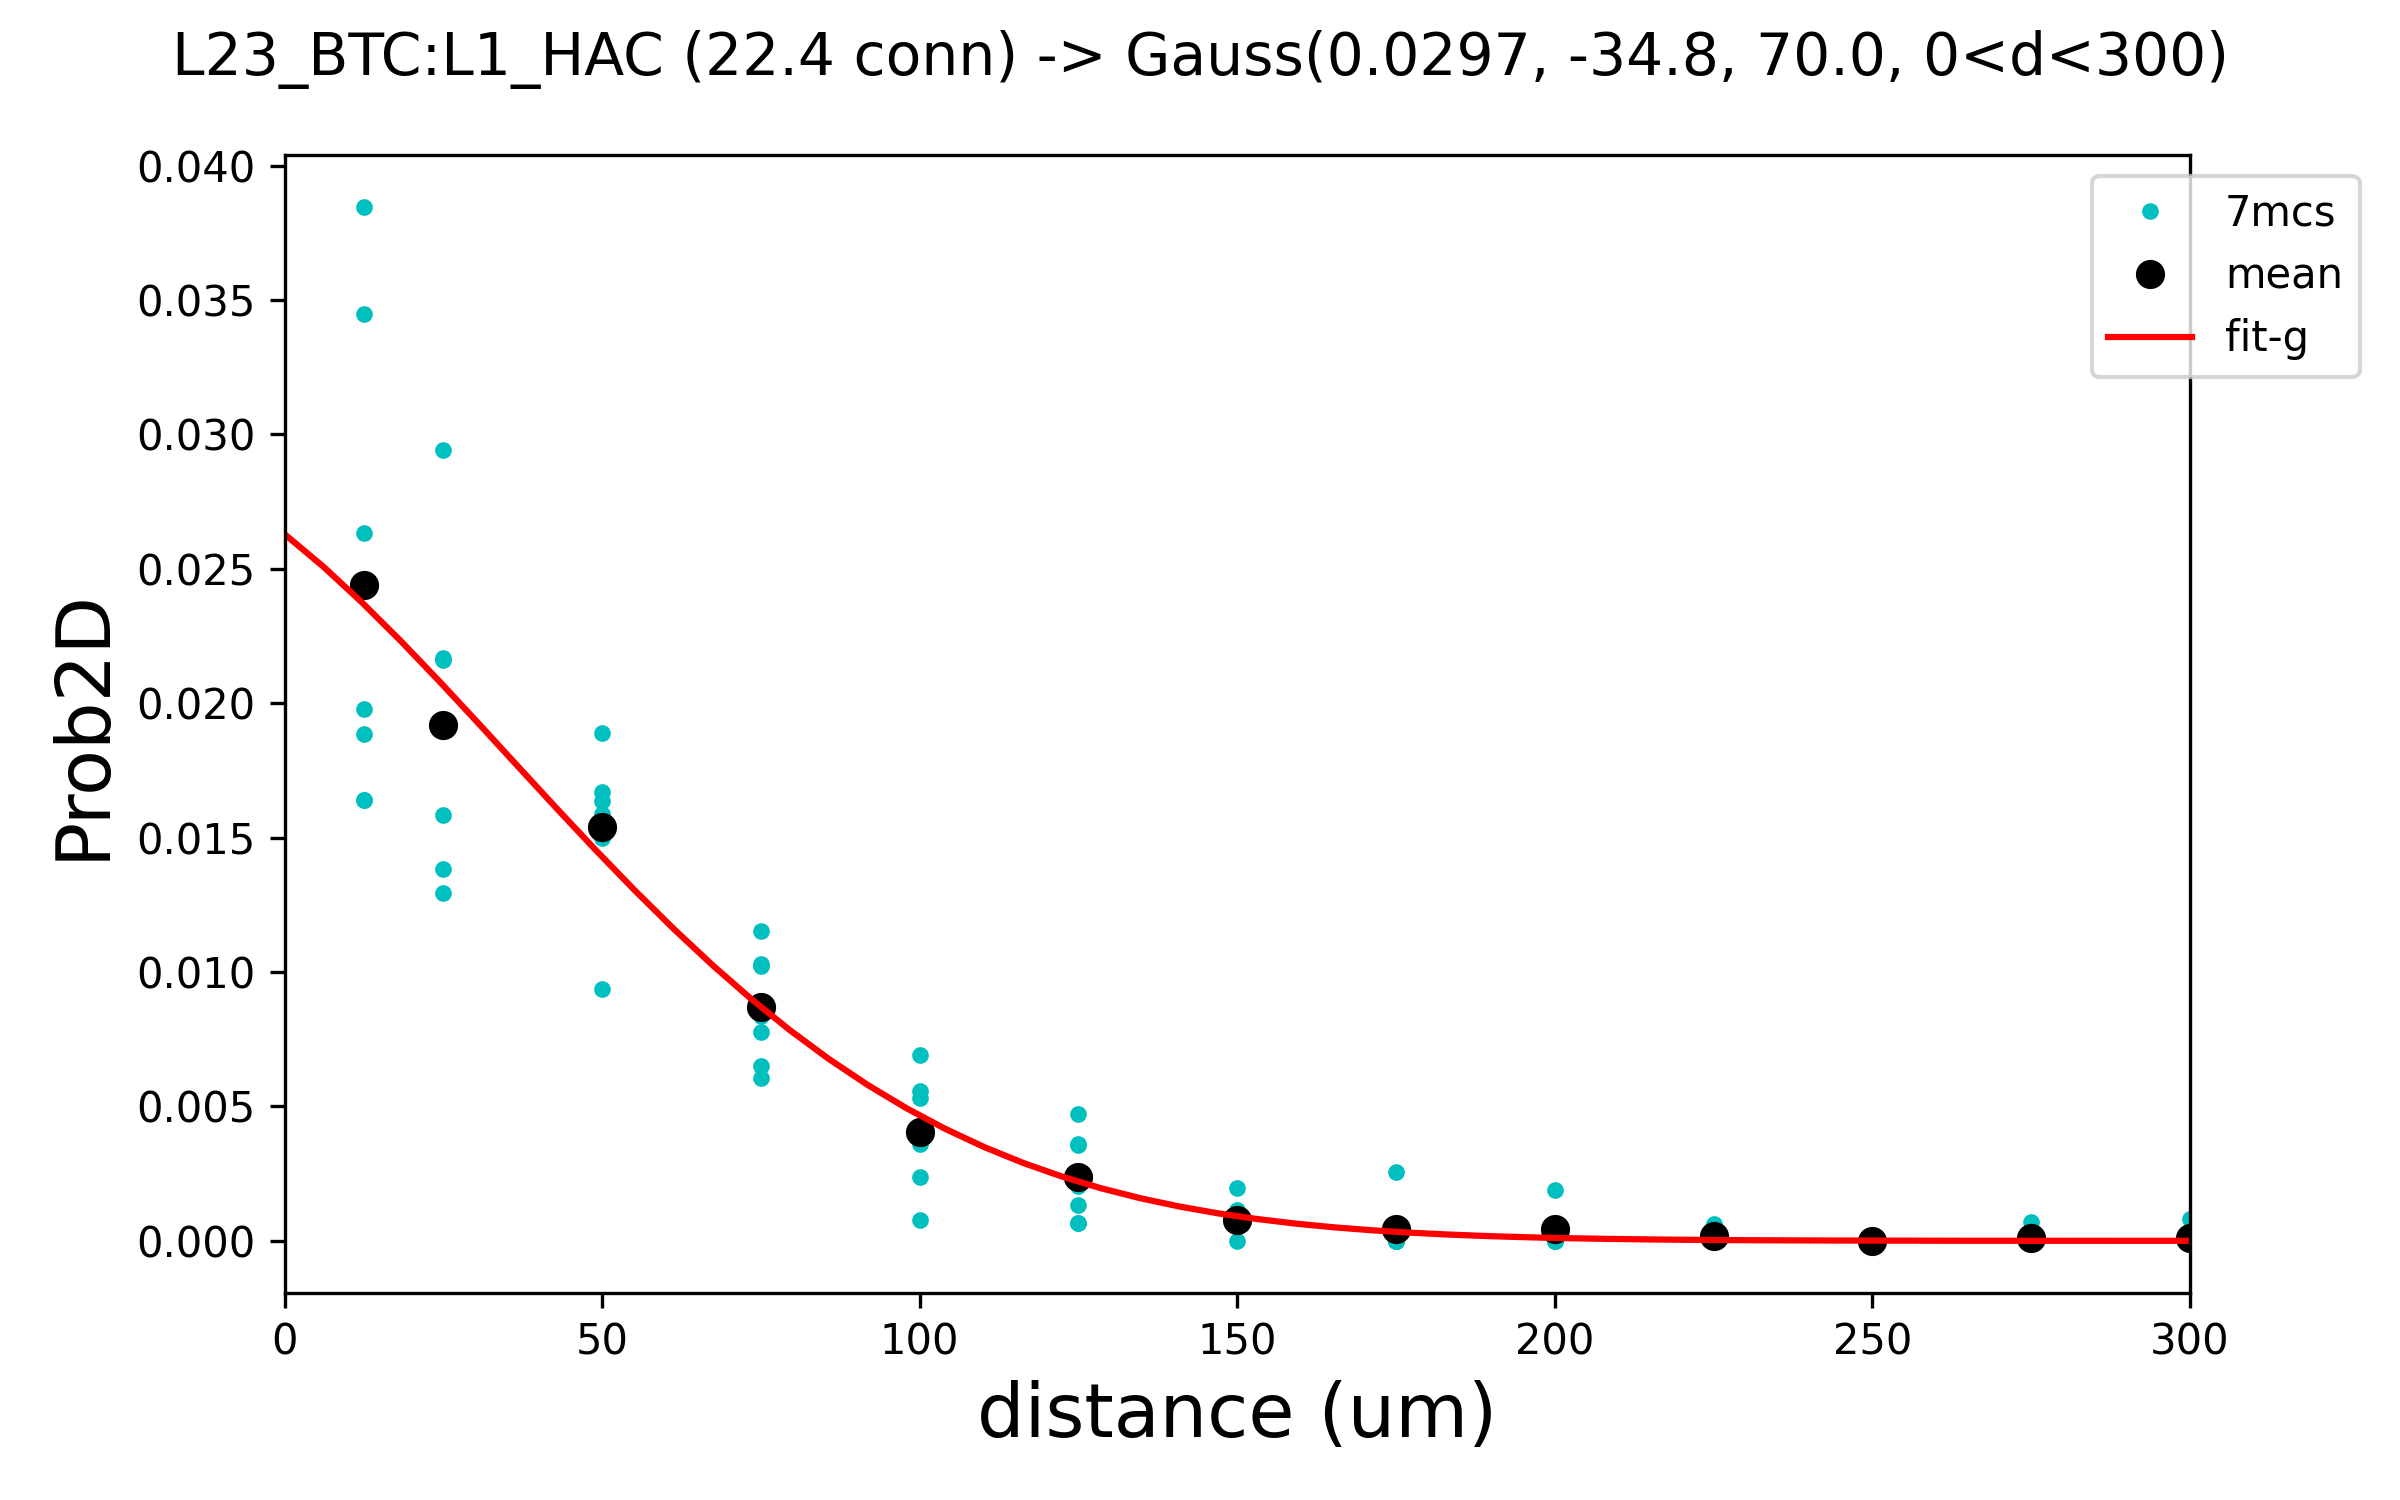 L23_BTC:L1_HAC (22.4 conn) -> Gauss(0.0297, -34.8, 70.0, 0<d<300)
0.040
0.035
0.030
0.025
0.020
0.015
0.010
0.005
0.000
Prob2D
7mcs
mean
fit-g
0 50 100 150 200 250 300
distance (um)